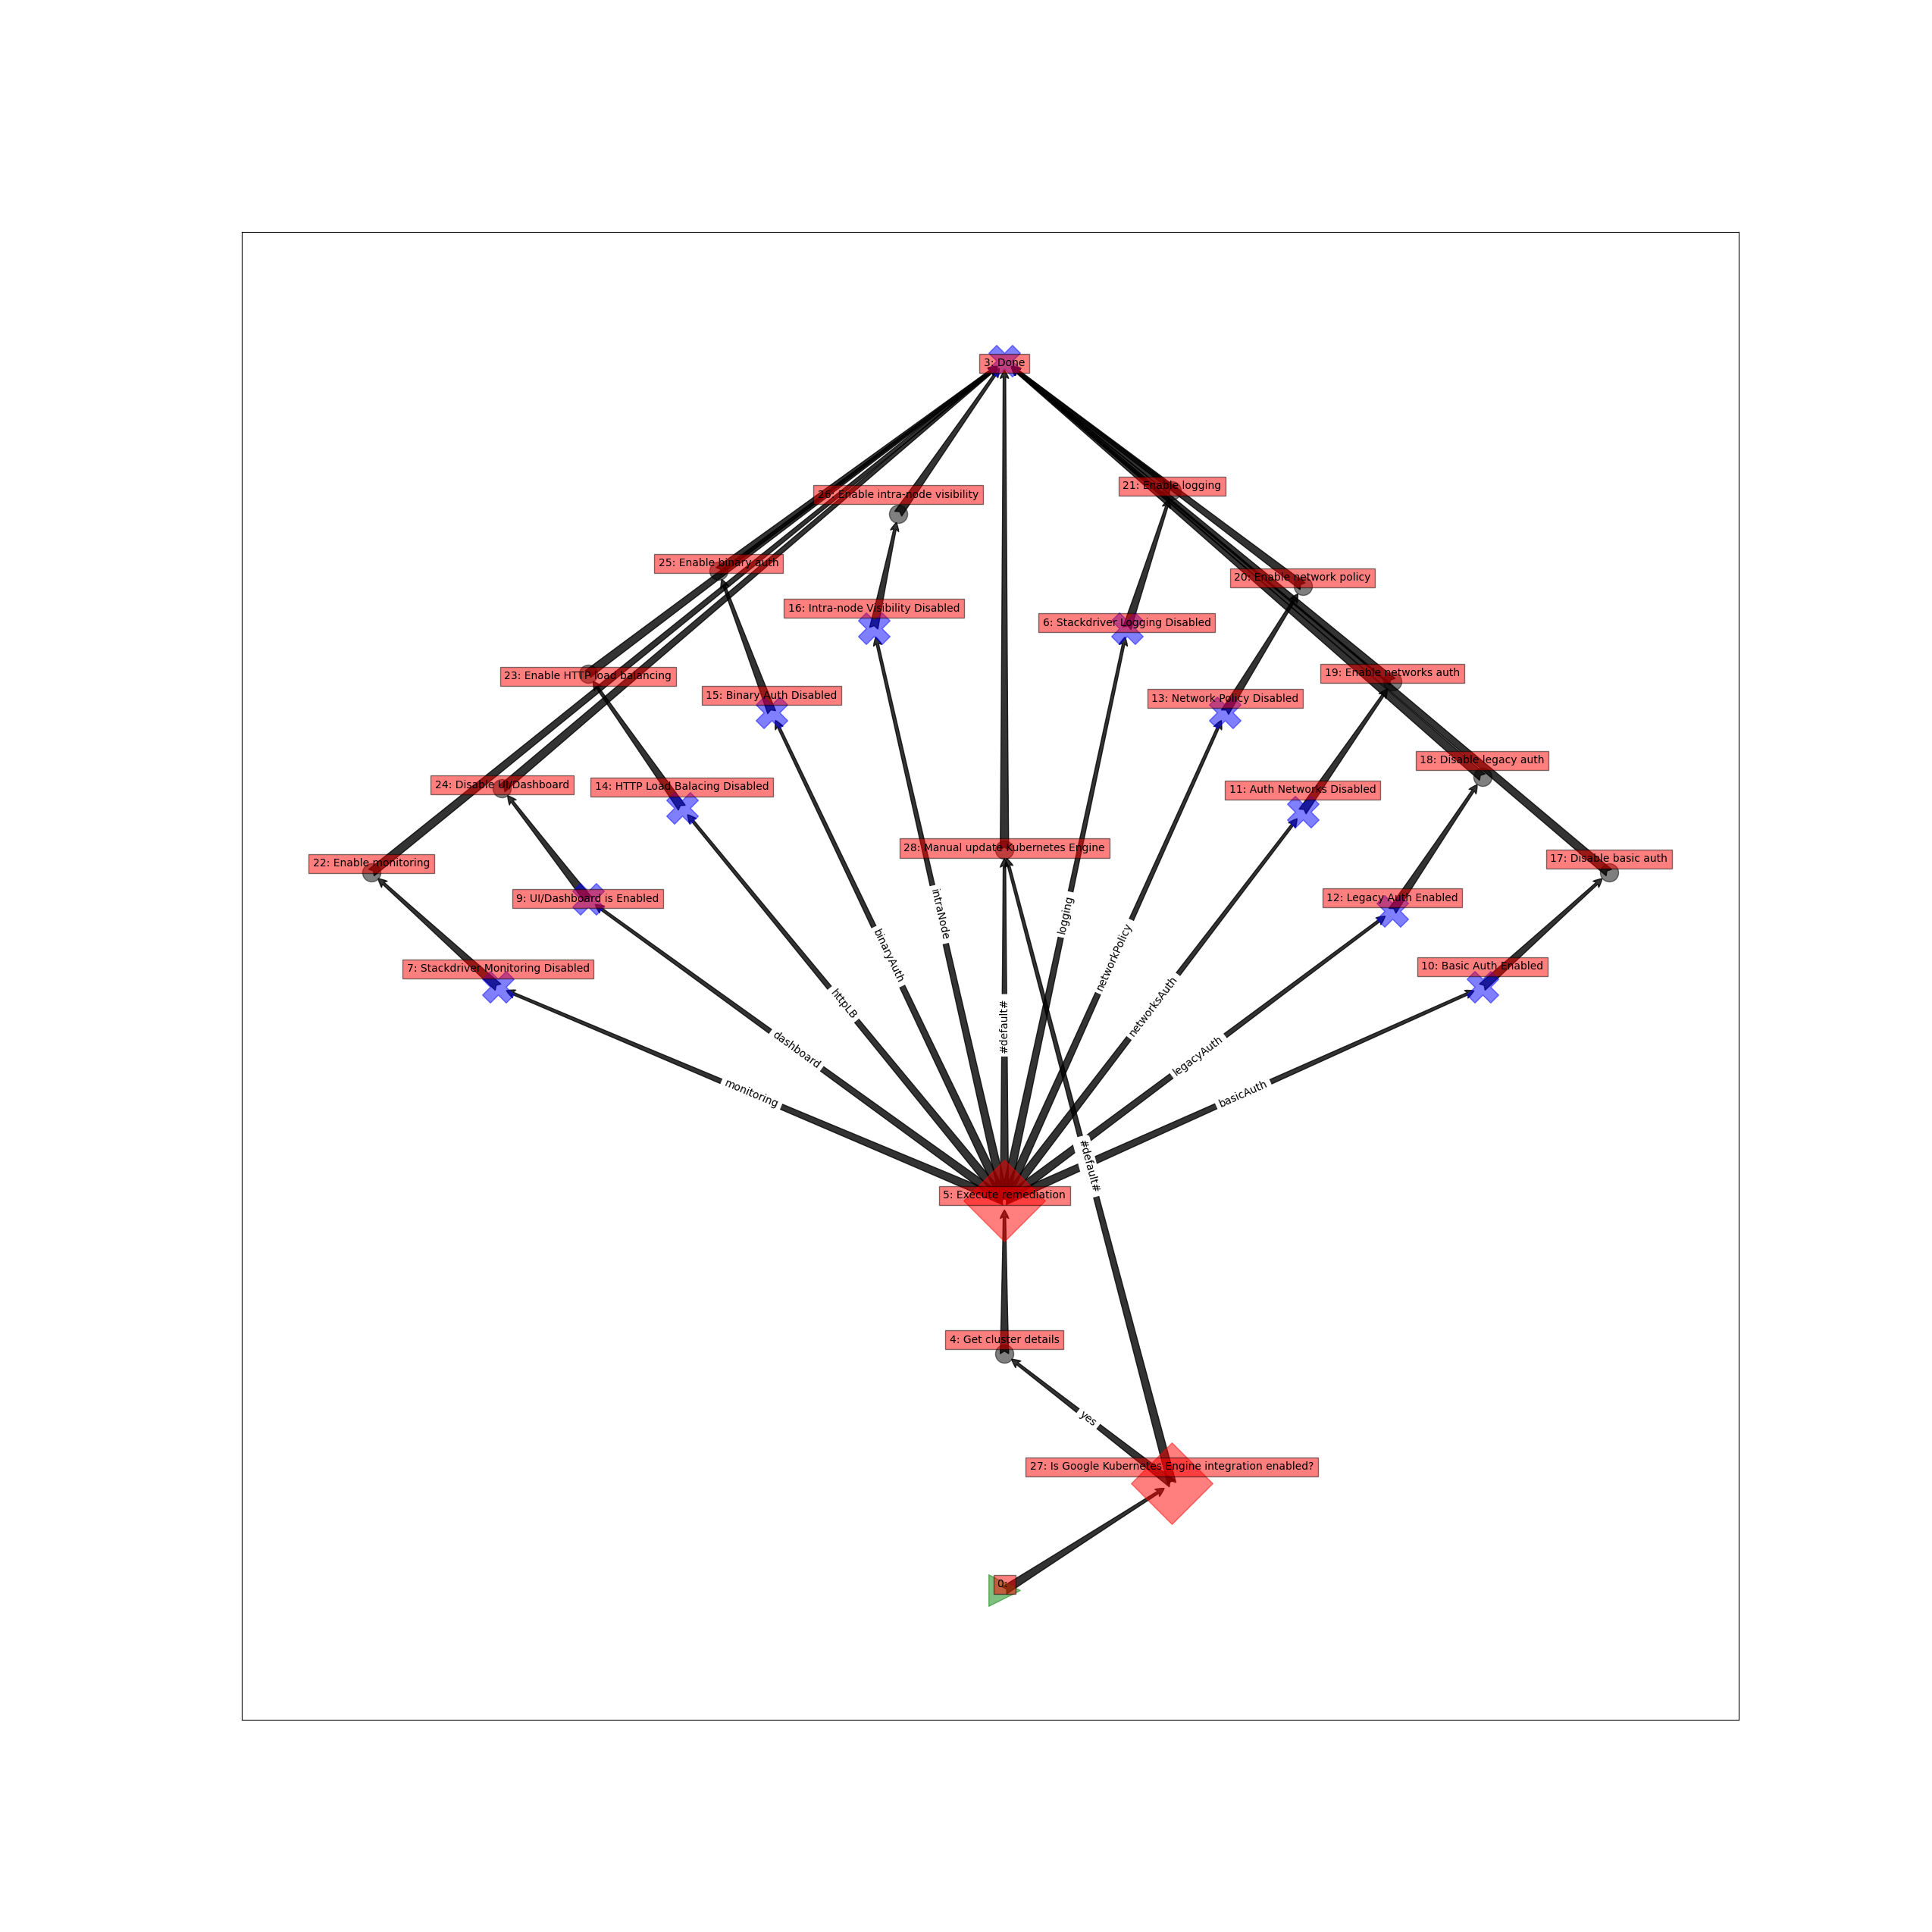 3: Done
21: Enable logging
26: Enable intra-node visibility
25: Enable binary auth
20: Enable network policy
16: Intra-node Visibility Disabled
6: Stackdriver Logging Disabled
23: Enable HTTP load balancing
19: Enable networks auth
15: Binary Auth Disabled
13: Network Policy Disabled
18: Disable legacy auth
24: Disable UI/Dashboard
14: HTTP Load Balacing Disabled
11: Auth Networks Disabled
28: Manual update Kubernetes Engine
22: Enable monitoring
17: Disable basic auth
9: UI/Dashboard is Enabled
12: Legacy Auth Enabled
7: Stackdriver Monitoring Disabled
10: Basic Auth Enabled
intraNode
logging
binaryAuth
networkPolicy
httpLB
#default#
networksAuth
dashboard
legacyAuth
monitoring
basicAuth
#default#
5: Execute remediation
4: Get cluster details
yes
27: Is Google Kubernetes Engine integration enabled?
0: